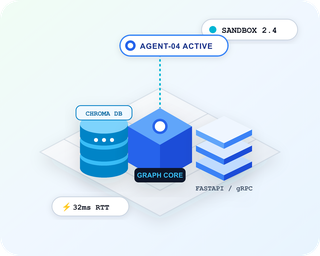 SANDBOX 2.4
AGENT-04 ACTIVE
CHROMA DB
GRAPH CORE
FASTAPI / gRPC
⚡32ms RTT